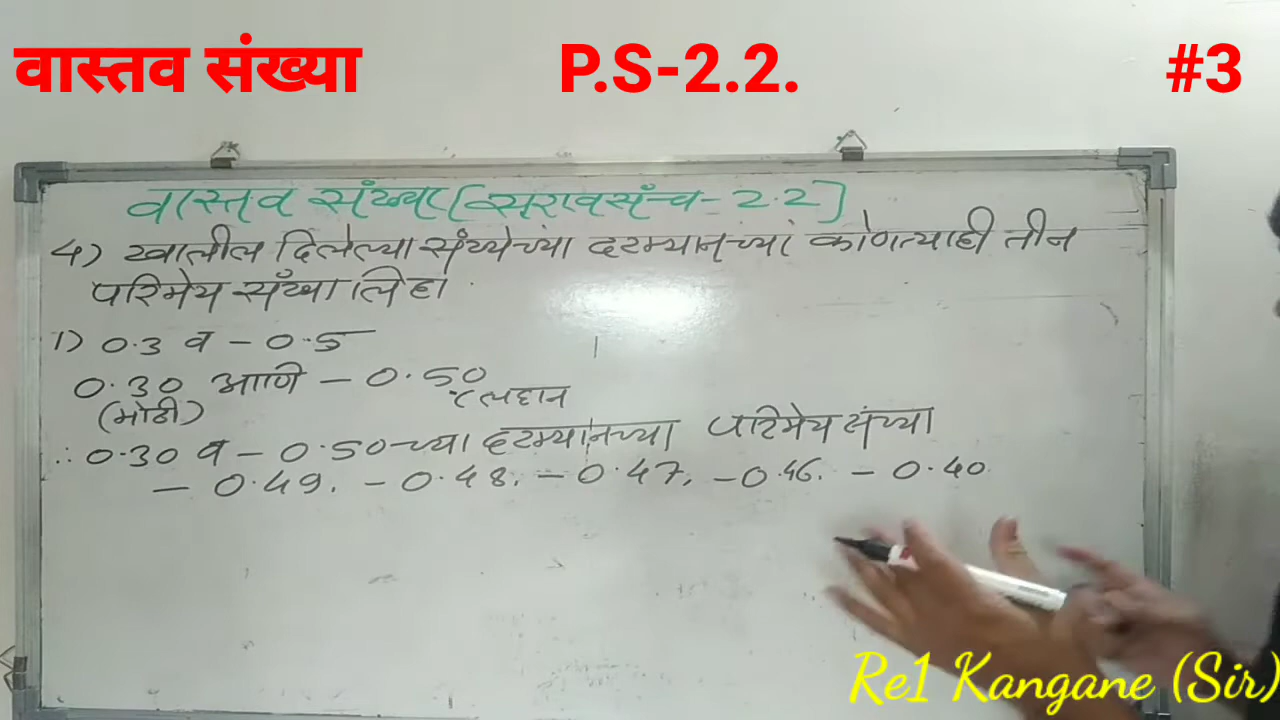 वास्तव संख्या P.S-2.2. #3
वास्तव संख्या (सरावसंच - 2.2)
4) खालील दिलेल्या संख्येच्या दरम्यानच्या कोणत्याही तीन
परिमेय संख्या लिहा.
1) 0.3 व - 0.5
0.30 आणि - 0.50
(मोठी) लहान
∴ 0.30 व - 0.50 च्या दरम्यानच्या परिमेय संख्या
- 0.49, - 0.48, - 0.47, - 0.46, - 0.40
Re1 Kangane (Sir)